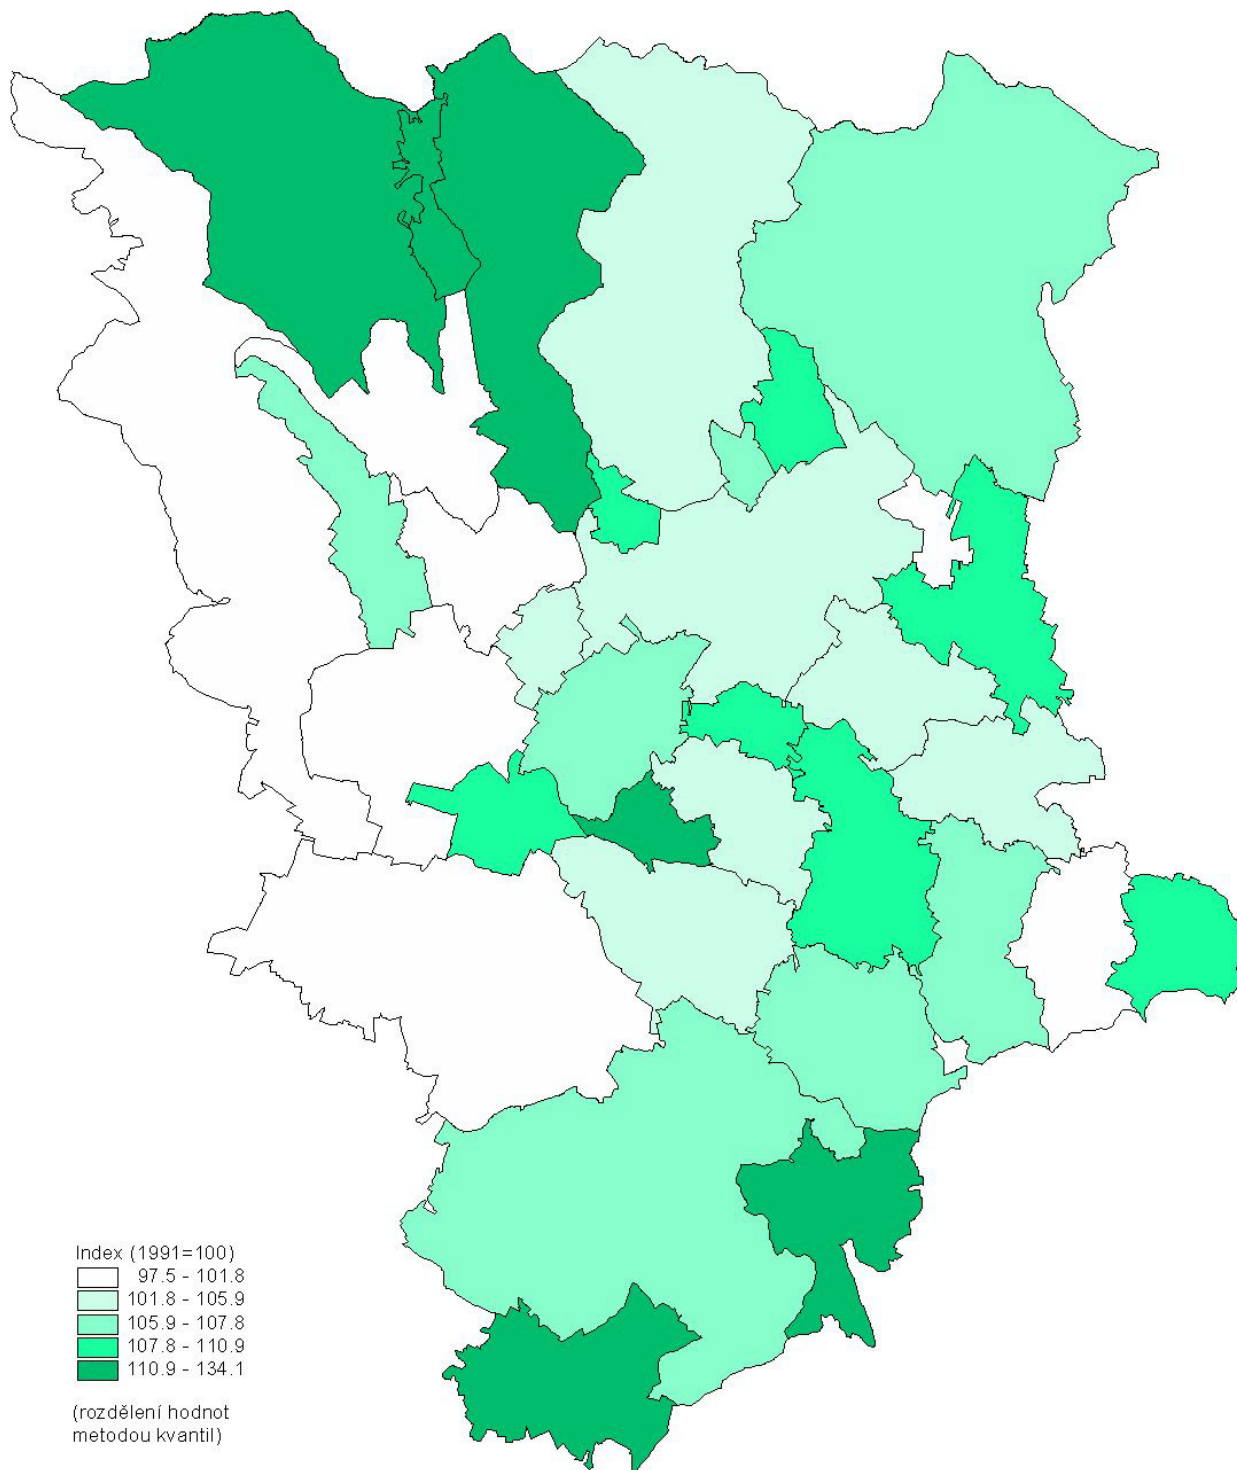 Index (1991=100)
97.5 - 101.8
101.8 - 105.9
105.9 - 107.8
107.8 - 110.9
110.9 - 134.1
(rozdělení hodnot
metodou kvantil)